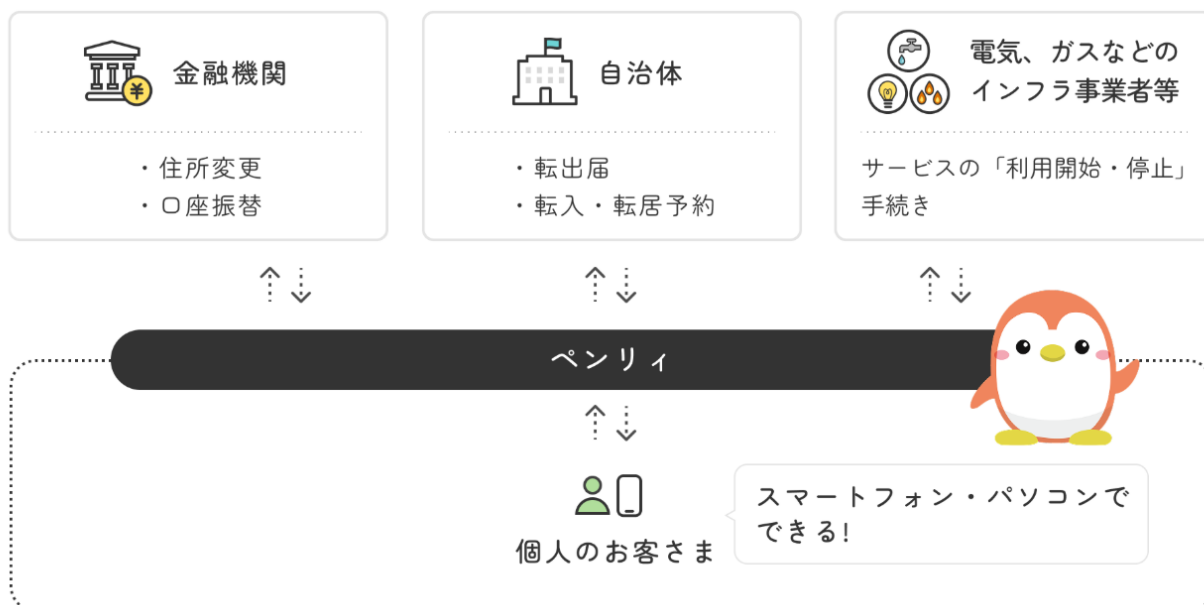 金融機関
・住所変更
・口座振替
自治体
・転出届
・転入・転居予約
電気、ガスなどの
インフラ事業者等
サービスの「利用開始・停止」
手続き
ペンリィ
個人のお客さま
スマートフォン・パソコンで
できる!